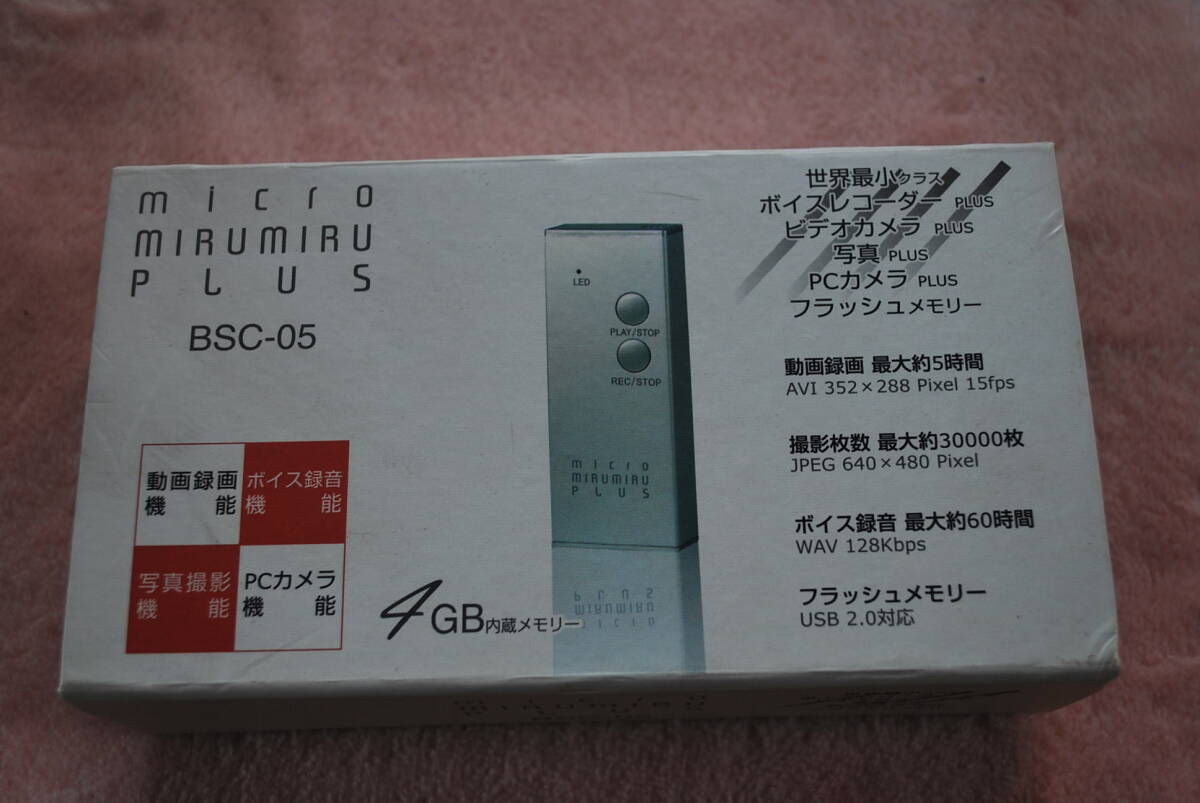 micro
MIRUMIRU
PLUS
BSC-05
動画録画
機能
ボイス録音
機能
写真撮影
機能
PCカメラ
機能
4GB内蔵メモリー
LED
PLAY/STOP
REC/STOP
micro
MIRUMIRU
PLUS
世界最小クラス
ボイスレコーダー PLUS
ビデオカメラ PLUS
写真 PLUS
PCカメラ PLUS
フラッシュメモリー
動画録画 最大約5時間
AVI 352×288 Pixel 15fps
撮影枚数 最大約30000枚
JPEG 640×480 Pixel
ボイス録音 最大約60時間
WAV 128Kbps
フラッシュメモリー
USB 2.0対応